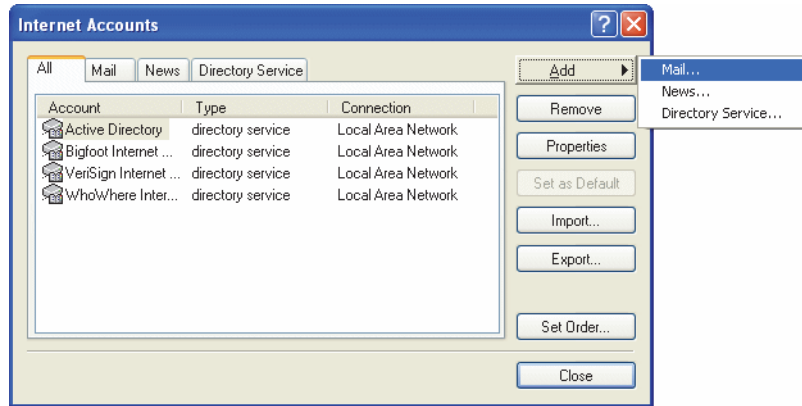 Internet Accounts
All Mail News Directory Service
Add
Mail...
News...
Directory Service...
Account Type Connection
Active Directory directory service Local Area Network
Bigfoot Internet ... directory service Local Area Network
VeriSign Internet ... directory service Local Area Network
WhoWhere Inter... directory service Local Area Network
Remove
Properties
Set as Default
Import...
Export...
Set Order...
Close